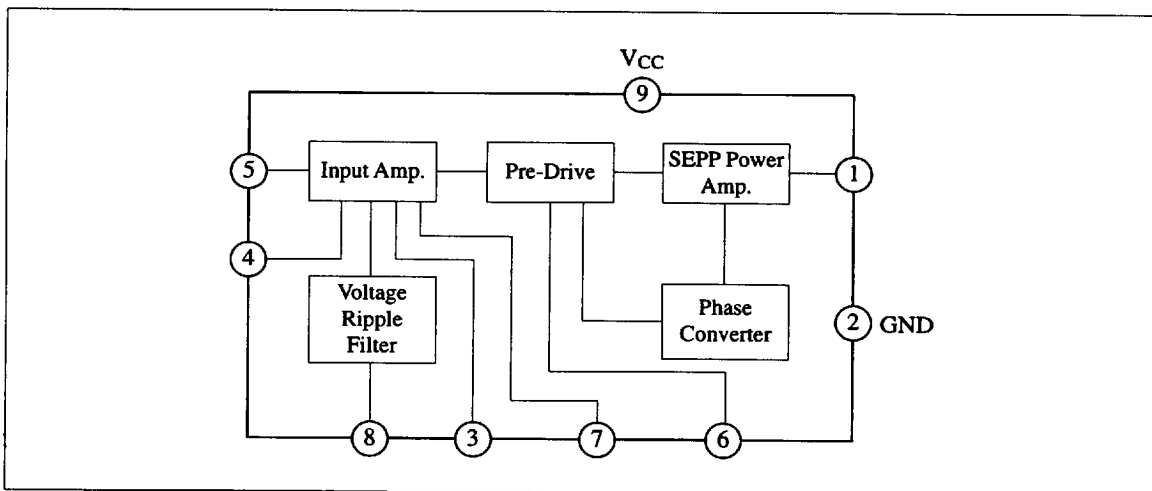 VCC
9
5
Input Amp.
Pre-Drive
SEPP Power
Amp.
1
4
Voltage
Ripple
Filter
Phase
Converter
2 GND
8
3
7
6